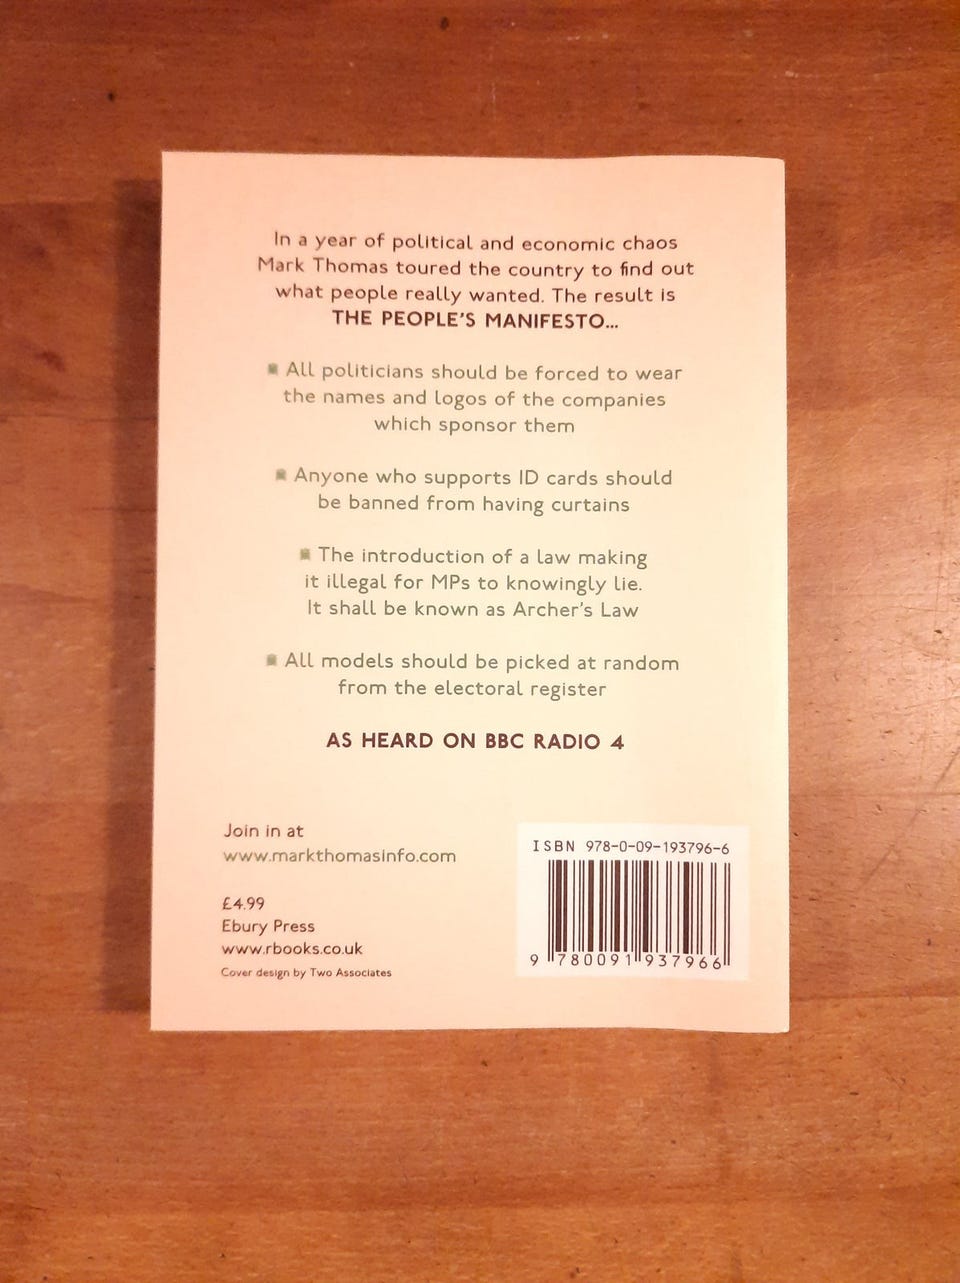 In a year of political and economic chaos
Mark Thomas toured the country to find out
what people really wanted. The result is
THE PEOPLE'S MANIFESTO...
All politicians should be forced to wear
the names and logos of the companies
which sponsor them
Anyone who supports ID cards should
be banned from having curtains
The introduction of a law making
it illegal for MPs to knowingly lie.
It shall be known as Archer's Law
All models should be picked at random
from the electoral register
AS HEARD ON BBC RADIO 4
Join in at
www.markthomasinfo.com
£4.99
Ebury Press
www.rbooks.co.uk
Cover design by Two Associates
ISBN 978-0-09-193796-6
9 780091 937966